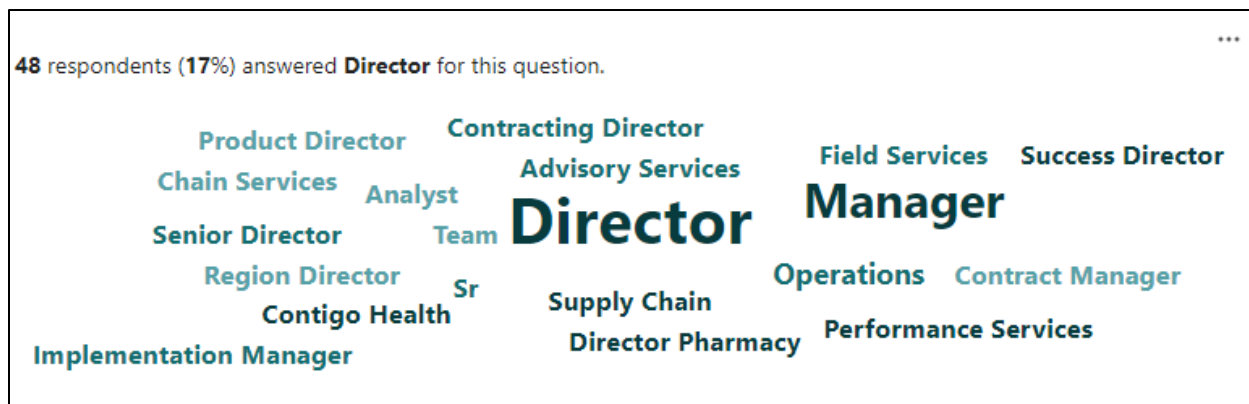 ...
48 respondents (17%) answered Director for this question.
Contracting Director
Product Director
Field Services
Success Director
Advisory Services
Chain Services
Analyst
Manager
Director
Senior Director
Team
Region Director
Operations
Contract Manager
Sr
Supply Chain
Contigo Health
Performance Services
Director Pharmacy
Implementation Manager